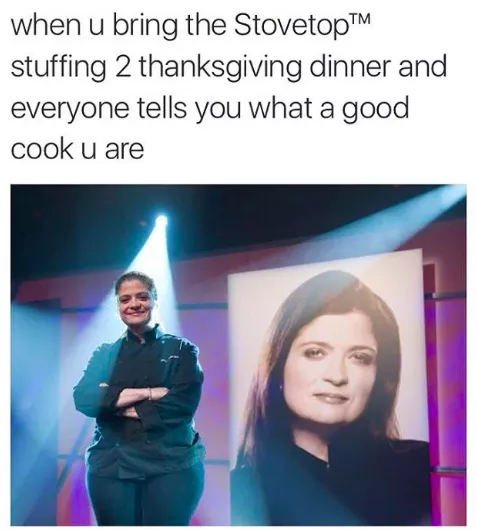 when u bring the Stovetop™
stuffing 2 thanksgiving dinner and
everyone tells you what a good
cook u are